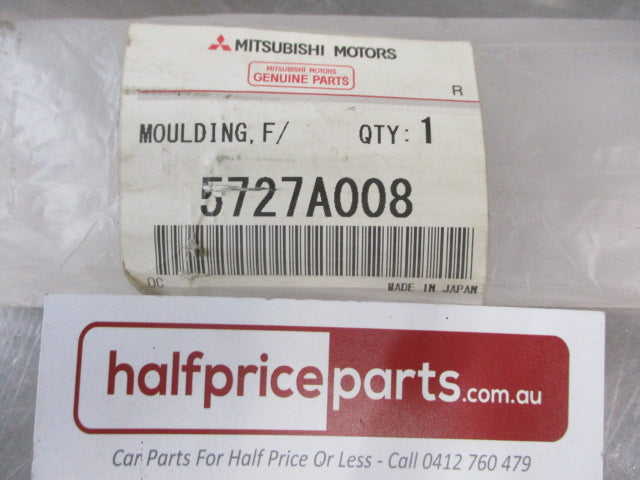 MITSUBISHI MOTORS
MITSUBISHI MOTORS
GENUINE PARTS
R
MOULDING, F/ QTY: 1
5727A008
QC MADE IN JAPAN
halfpriceparts.com.au
Car Parts For Half Price Or Less - Call 0412 760 479